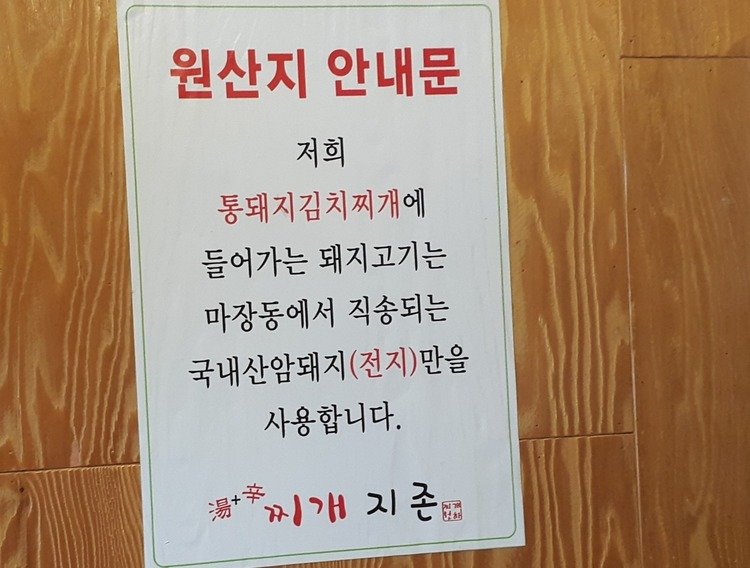 원산지 안내문
저희
통돼지김치찌개에
들어가는 돼지고기는
마장동에서 직송되는
국내산암돼지(전지)만을
사용합니다.
湯+辛 찌개 지존